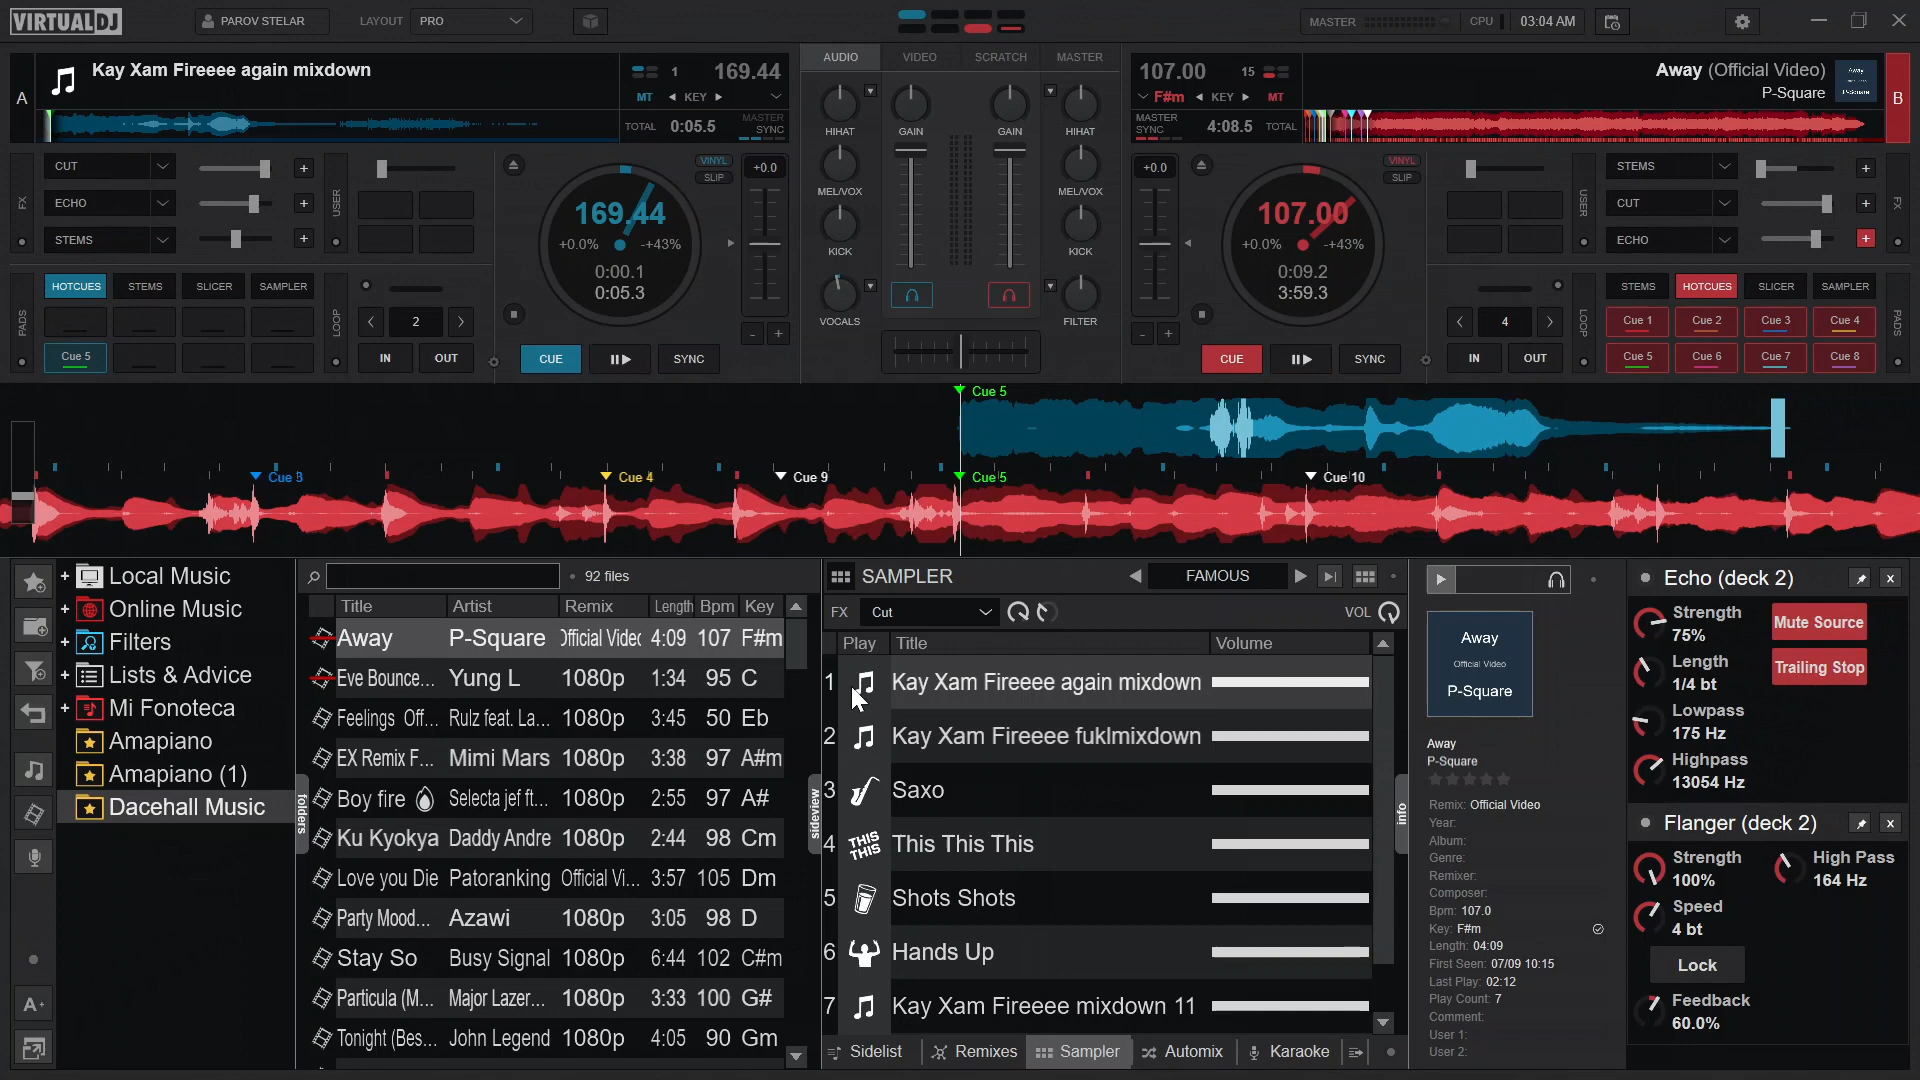 VIRTUALDJ
PAROV STELAR
LAYOUT PRO
MASTER
CPU
03:04 AM
A
Kay Xam Fireeee again mixdown
1 169.44
MT KEY
TOTAL 0:05.5 MASTER SYNC
AUDIO VIDEO SCRATCH MASTER
107.00 15
F#m KEY MT
MASTER SYNC 4:08.5 TOTAL
Away (Official Video)
P-Square
B
FX
CUT
ECHO
STEMS
USER
VINYL
SLIP
169.44
+0.0% -+43%
0:00.1
0:05.3
+0.0
HIHAT GAIN GAIN HIHAT
MEL/VOX MEL/VOX
KICK KICK
VOCALS FILTER
+0.0
VINYL
SLIP
107.00
+0.0% -+43%
0:09.2
3:59.3
USER
STEMS
CUT
ECHO
FX
PADS
HOTCUES STEMS SLICER SAMPLER
Cue 5
LOOP
2
IN OUT
CUE SYNC
- +
- +
CUE SYNC
4
IN OUT
LOOP
STEMS HOTCUES SLICER SAMPLER
Cue 1 Cue 2 Cue 3 Cue 4
Cue 5 Cue 6 Cue 7 Cue 8
PADS
Cue 5
Cue 3 Cue 4 Cue 9 Cue 5 Cue 10
+ Local Music
+ Online Music
+ Filters
+ Lists & Advice
+ Mi Fonoteca
Amapiano
Amapiano (1)
Dacehall Music
folders
92 files
Title Artist Remix Length Bpm Key
Away P-Square Official Videc 4:09 107 F#m
Eve Bounce... Yung L 1080p 1:34 95 C
Feelings Off... Rulz feat. La... 1080p 3:45 50 Eb
EX Remix F... Mimi Mars 1080p 3:38 97 A#m
Boy fire Selecta jef ft... 1080p 2:55 97 A#
Ku Kyokya Daddy Andre 1080p 2:44 98 Cm
Love you Die Patoranking Official Vi... 3:57 105 Dm
Party Mood... Azawi 1080p 3:05 98 D
Stay So Busy Signal 1080p 6:44 102 C#m
Particula (M... Major Lazer... 1080p 3:33 100 G#
Tonight (Bes... John Legend 1080p 4:05 90 Gm
sideview
SAMPLER FAMOUS
FX Cut VOL
Play Title Volume
1 Kay Xam Fireeee again mixdown
2 Kay Xam Fireeee fuklmixdown
3 Saxo
4 THIS THIS This This This
5 Shots Shots
6 Hands Up
7 Kay Xam Fireeee mixdown 11
Sidelist Remixes Sampler Automix Karaoke
info
Away
Official Video
P-Square
Away
P-Square
Remix: Official Video
Year:
Album:
Genre:
Remixer:
Composer:
Bpm: 107.0
Key: F#m
Length: 04:09
First Seen: 07/09 10:15
Last Play: 02:12
Play Count: 7
Comment:
User 1:
User 2:
Echo (deck 2) x
Strength
75%
Mute Source
Length
1/4 bt
Trailing Stop
Lowpass
175 Hz
Highpass
13054 Hz
Flanger (deck 2) x
Strength
100%
High Pass
164 Hz
Speed
4 bt
Lock
Feedback
60.0%